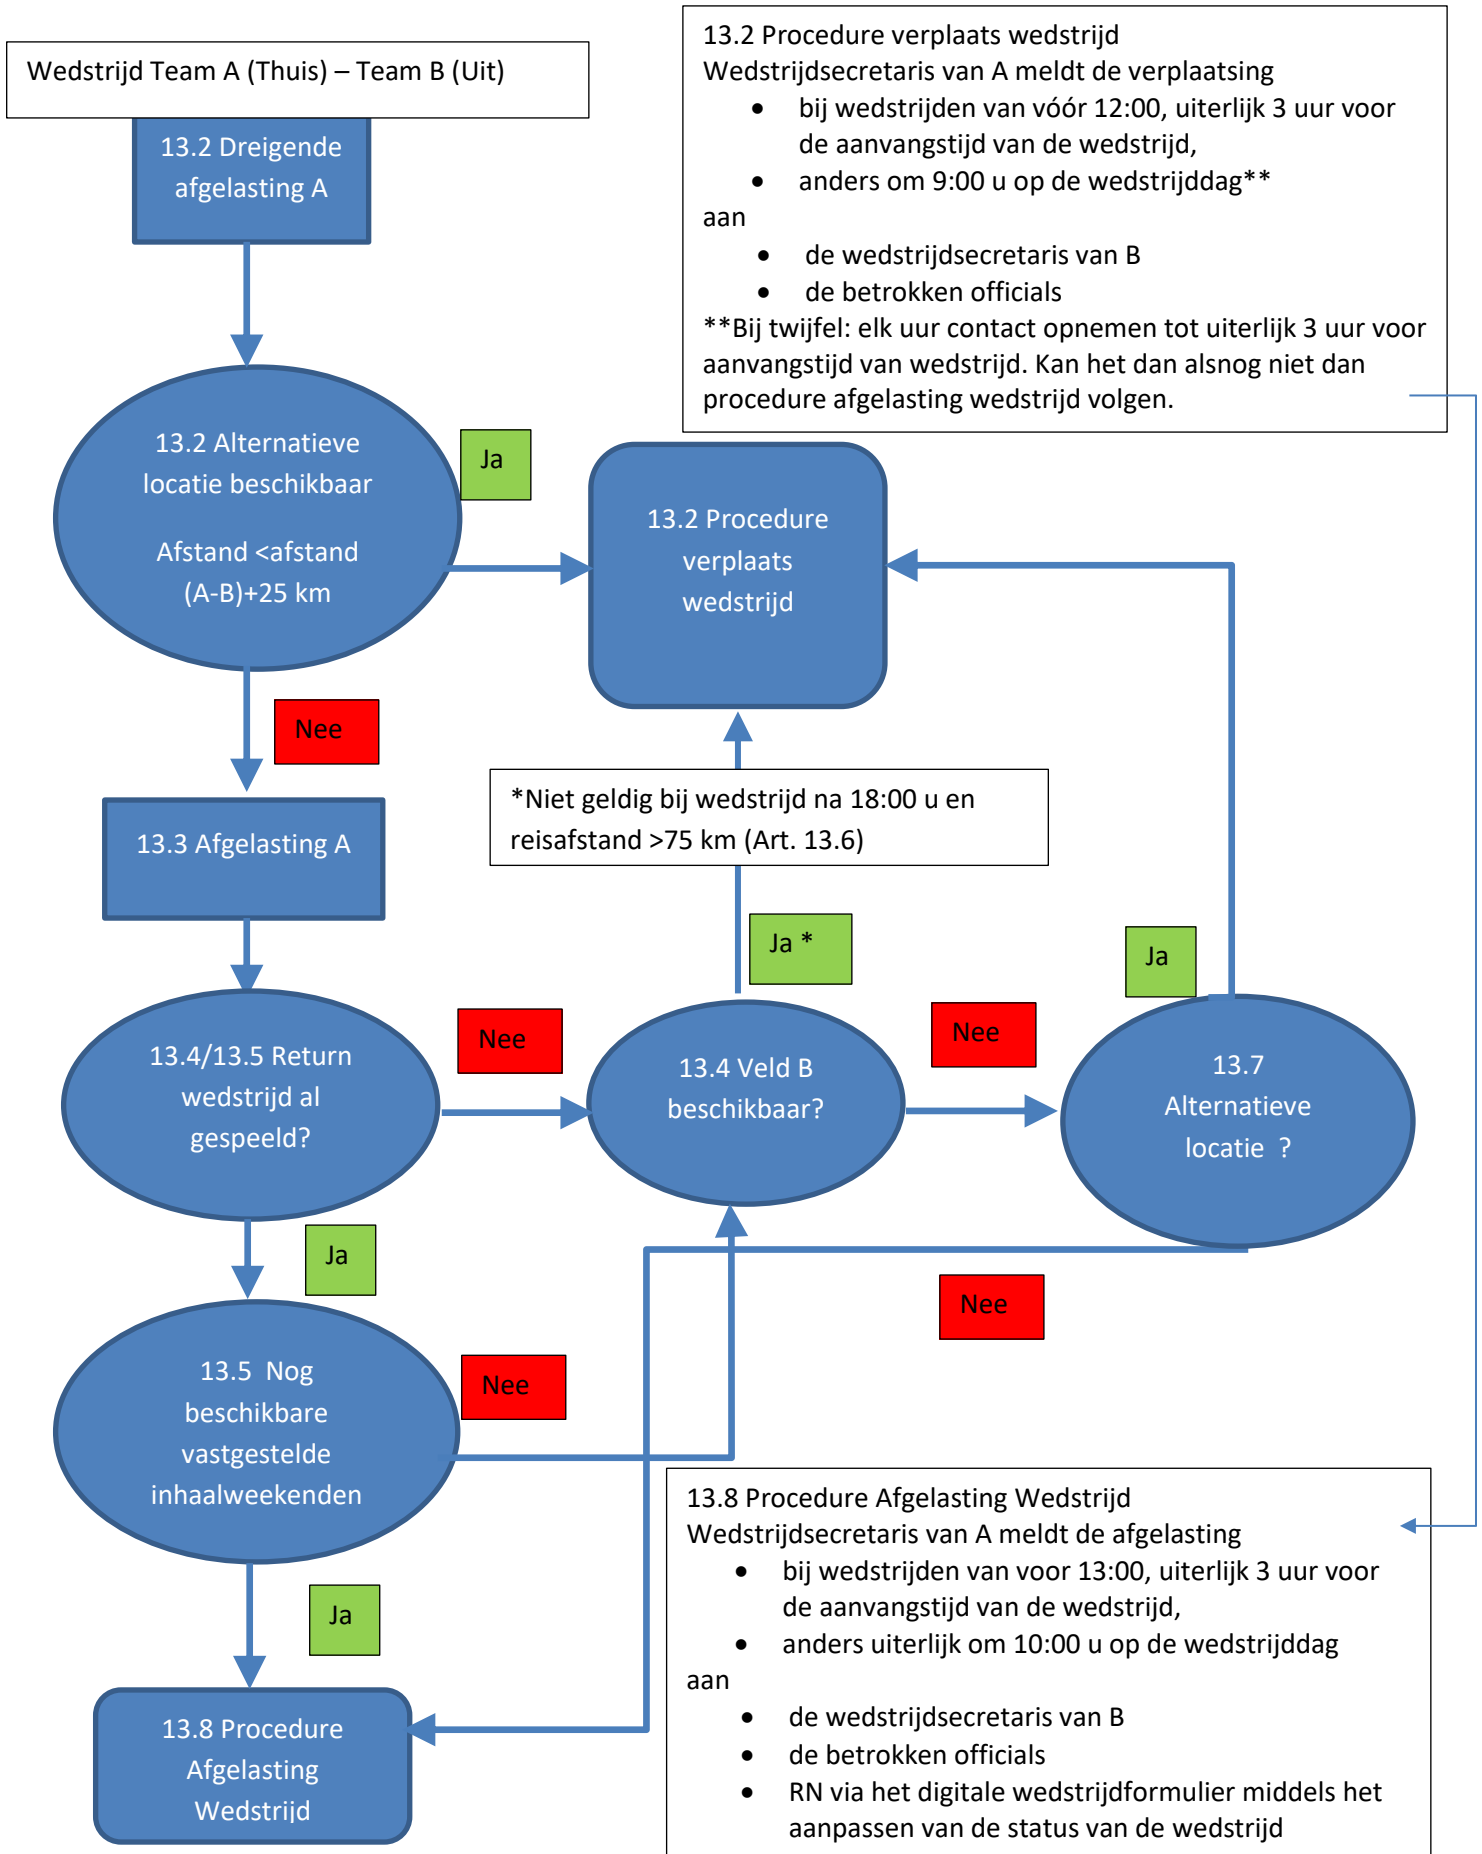 Wedstrijd Team A (Thuis) – Team B (Uit)
13.2 Dreigende
afgelasting A
13.2 Procedure verplaats wedstrijd
Wedstrijdsecretaris van A meldt de verplaatsing
• bij wedstrijden van vóór 12:00, uiterlijk 3 uur voor
de aanvangstijd van de wedstrijd,
• anders om 9:00 u op de wedstrijddag**
aan
• de wedstrijdsecretaris van B
• de betrokken officials
**Bij twijfel: elk uur contact opnemen tot uiterlijk 3 uur voor
aanvangstijd van wedstrijd. Kan het dan alsnog niet dan
procedure afgelasting wedstrijd volgen.
13.2 Alternatieve
locatie beschikbaar
Afstand <afstand
(A-B)+25 km
Ja
13.2 Procedure
verplaats
wedstrijd
Nee
13.3 Afgelasting A
*Niet geldig bij wedstrijd na 18:00 u en
reisafstand >75 km (Art. 13.6)
Ja *
Ja
13.4/13.5 Return
wedstrijd al
gespeeld?
Nee
13.4 Veld B
beschikbaar?
Nee
13.7
Alternatieve
locatie ?
Ja
Nee
13.5 Nog
beschikbare
vastgestelde
inhaalweekenden
Nee
Ja
13.8 Procedure
Afgelasting
Wedstrijd
13.8 Procedure Afgelasting Wedstrijd
Wedstrijdsecretaris van A meldt de afgelasting
• bij wedstrijden van voor 13:00, uiterlijk 3 uur voor
de aanvangstijd van de wedstrijd,
• anders uiterlijk om 10:00 u op de wedstrijddag
aan
• de wedstrijdsecretaris van B
• de betrokken officials
• RN via het digitale wedstrijdformulier middels het
aanpassen van de status van de wedstrijd